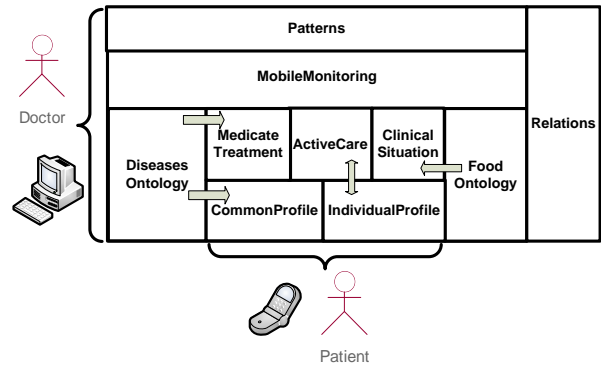 Patterns
MobileMonitoring
Doctor
Relations
Medicate
Treatment
ActiveCare
Clinical
Situation
Diseases
Ontology
Food
Ontology
CommonProfile
IndividualProfile
Patient